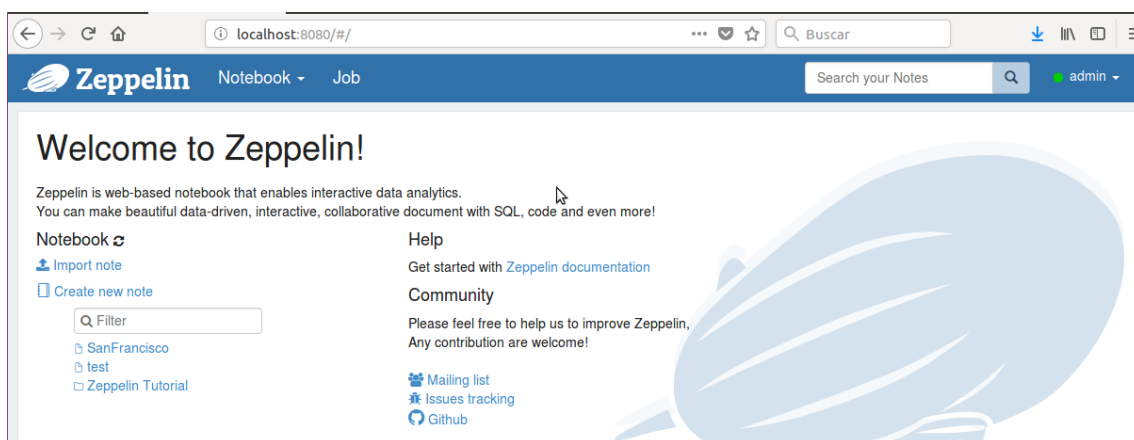 localhost:8080/#/
Buscar
Zeppelin Notebook Job
Search your Notes
admin
Welcome to Zeppelin!
Zeppelin is web-based notebook that enables interactive data analytics.
You can make beautiful data-driven, interactive, collaborative document with SQL, code and even more!
Notebook
Import note
Create new note
Filter
SanFrancisco
test
Zeppelin Tutorial
Help
Get started with Zeppelin documentation
Community
Please feel free to help us to improve Zeppelin,
Any contribution are welcome!
Mailing list
Issues tracking
Github